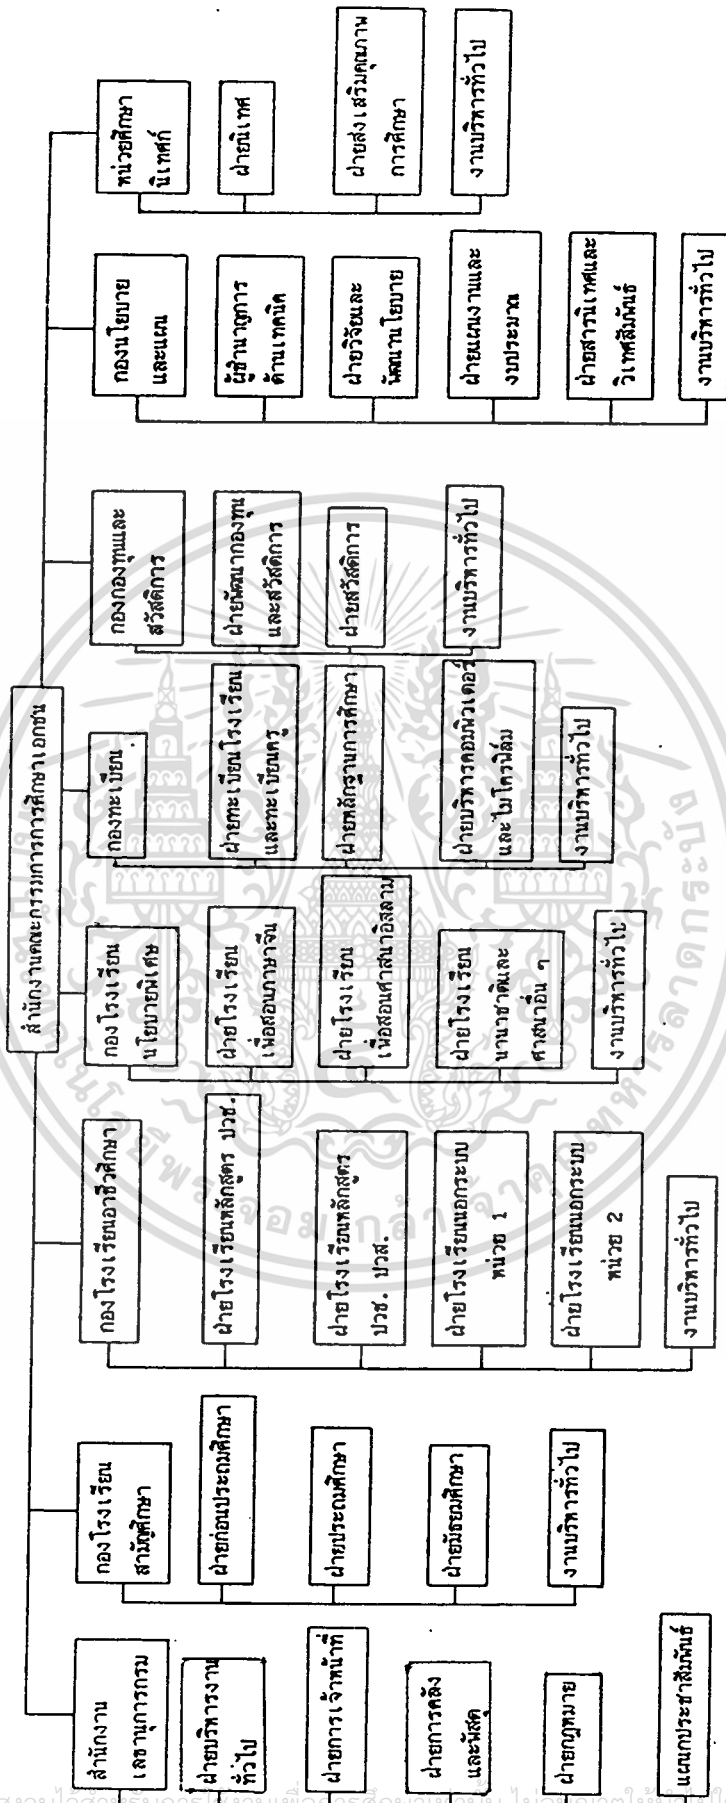 สำนักงานคณะกรรมการการศึกษาเอกชน
สำนักงาน
เลขานุการกรม
ฝ่ายบริหารงาน
ทั่วไป
ฝ่ายการเจ้าหน้าที่
ฝ่ายการคลัง
และพัสดุ
ฝ่ายกฎหมาย
แผนกประชาสัมพันธ์
กองโรงเรียน
สามัญศึกษา
ฝ่ายก่อนประถมศึกษา
ฝ่ายประถมศึกษา
ฝ่ายมัธยมศึกษา
งานบริหารทั่วไป
กองโรงเรียนอาชีวศึกษา
ฝ่ายโรงเรียนหลักสูตร ปวช.
ฝ่ายโรงเรียนหลักสูตร
ปวช. ปวส.
ฝ่ายโรงเรียนนอกระบบ
หน่วย 1
ฝ่ายโรงเรียนนอกระบบ
หน่วย 2
งานบริหารทั่วไป
กองโรงเรียน
นโยบายพิเศษ
ฝ่ายโรงเรียน
เพื่อสอนภาษาจีน
ฝ่ายโรงเรียน
เพื่อสอนศาสนาอิสลาม
ฝ่ายโรงเรียน
นานาชาติและ
ศาสนาอื่น ๆ
งานบริหารทั่วไป
กองทะเบียน
ฝ่ายทะเบียนโรงเรียน
และทะเบียนครู
ฝ่ายหลักฐานการศึกษา
ฝ่ายบริหารคอมพิวเตอร์
และไมโครฟิล์ม
งานบริหารทั่วไป
กองกองทุนและ
สวัสดิการ
ฝ่ายพัฒนากองทุน
และสวัสดิการ
ฝ่ายสวัสดิการ
งานบริหารทั่วไป
กองนโยบาย
และแผน
ผู้ชำนาญการ
ด้านเทคนิค
ฝ่ายวิจัยและ
พัฒนานโยบาย
ฝ่ายแผนงานและ
งบประมาณ
ฝ่ายสารนิเทศและ
วิเทศสัมพันธ์
งานบริหารทั่วไป
หน่วยศึกษา
นิเทศก์
ฝ่ายนิเทศ
ฝ่ายส่งเสริมคุณภาพ
การศึกษา
งานบริหารทั่วไป